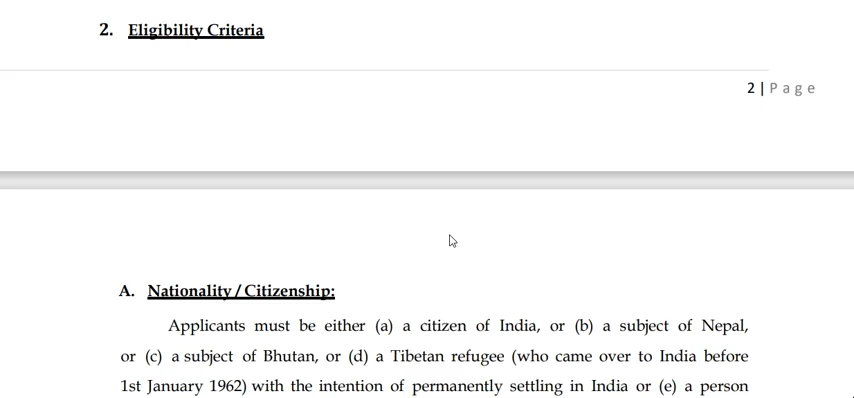 2. Eligibility Criteria
2 | P a g e
A. Nationality / Citizenship:
Applicants must be either (a) a citizen of India, or (b) a subject of Nepal,
or (c) a subject of Bhutan, or (d) a Tibetan refugee (who came over to India before
1st January 1962) with the intention of permanently settling in India or (e) a person